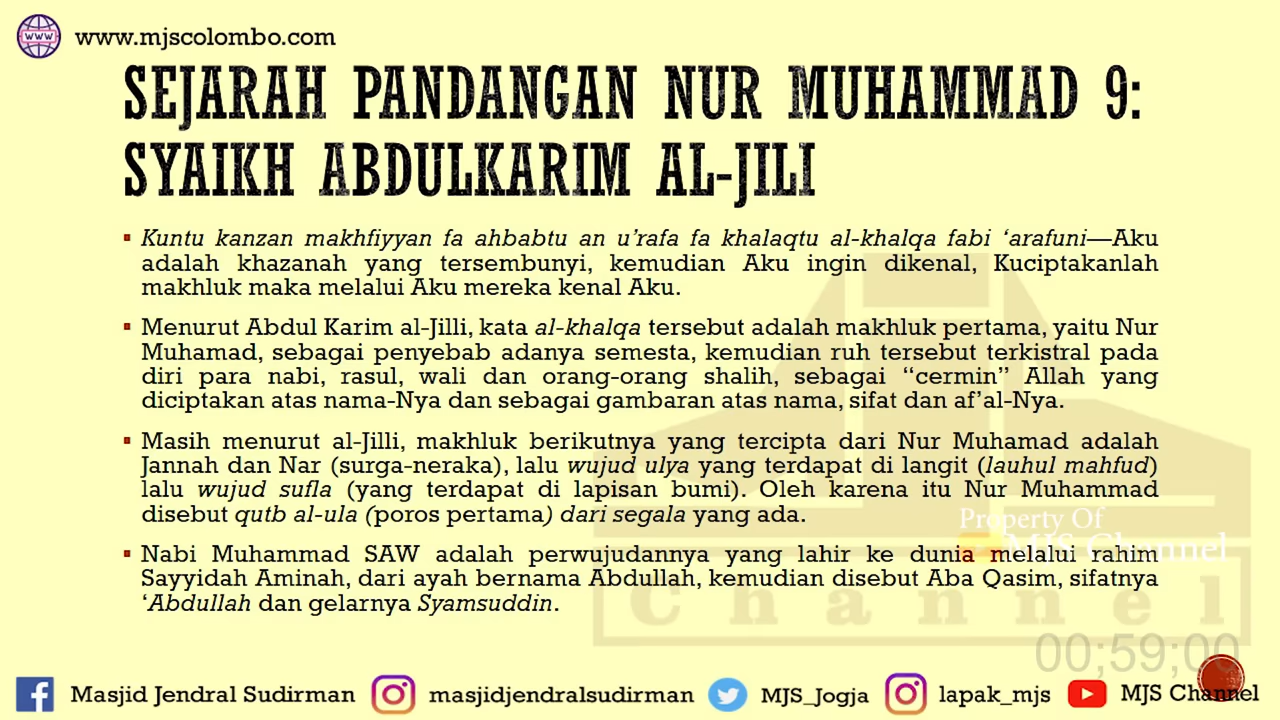 www.mjscolombo.com
SEJARAH PANDANGAN NUR MUHAMMAD 9:
SYAIKH ABDULKARIM AL-JILI
▪ Kuntu kanzan makhfiyyan fa ahbabtu an u’rafa fa khalaqtu al-khalqa fabi ‘arafuni—Aku
adalah khazanah yang tersembunyi, kemudian Aku ingin dikenal, Kuciptakanlah
makhluk maka melalui Aku mereka kenal Aku.
▪ Menurut Abdul Karim al-Jilli, kata al-khalqa tersebut adalah makhluk pertama, yaitu Nur
Muhamad, sebagai penyebab adanya semesta, kemudian ruh tersebut terkistral pada
diri para nabi, rasul, wali dan orang-orang shalih, sebagai “cermin” Allah yang
diciptakan atas nama-Nya dan sebagai gambaran atas nama, sifat dan af’al-Nya.
▪ Masih menurut al-Jilli, makhluk berikutnya yang tercipta dari Nur Muhamad adalah
Jannah dan Nar (surga-neraka), lalu wujud ulya yang terdapat di langit (lauhul mahfud)
lalu wujud sufla (yang terdapat di lapisan bumi). Oleh karena itu Nur Muhammad
disebut qutb al-ula (poros pertama) dari segala yang ada.
▪ Nabi Muhammad SAW adalah perwujudannya yang lahir ke dunia melalui rahim
Sayyidah Aminah, dari ayah bernama Abdullah, kemudian disebut Aba Qasim, sifatnya
‘Abdullah dan gelarnya Syamsuddin.
Property Of
MJS Channel
Channel
00;59;00
Masjid Jendral Sudirman masjidjendralsudirman MJS_Jogja lapak_mjs MJS Channel